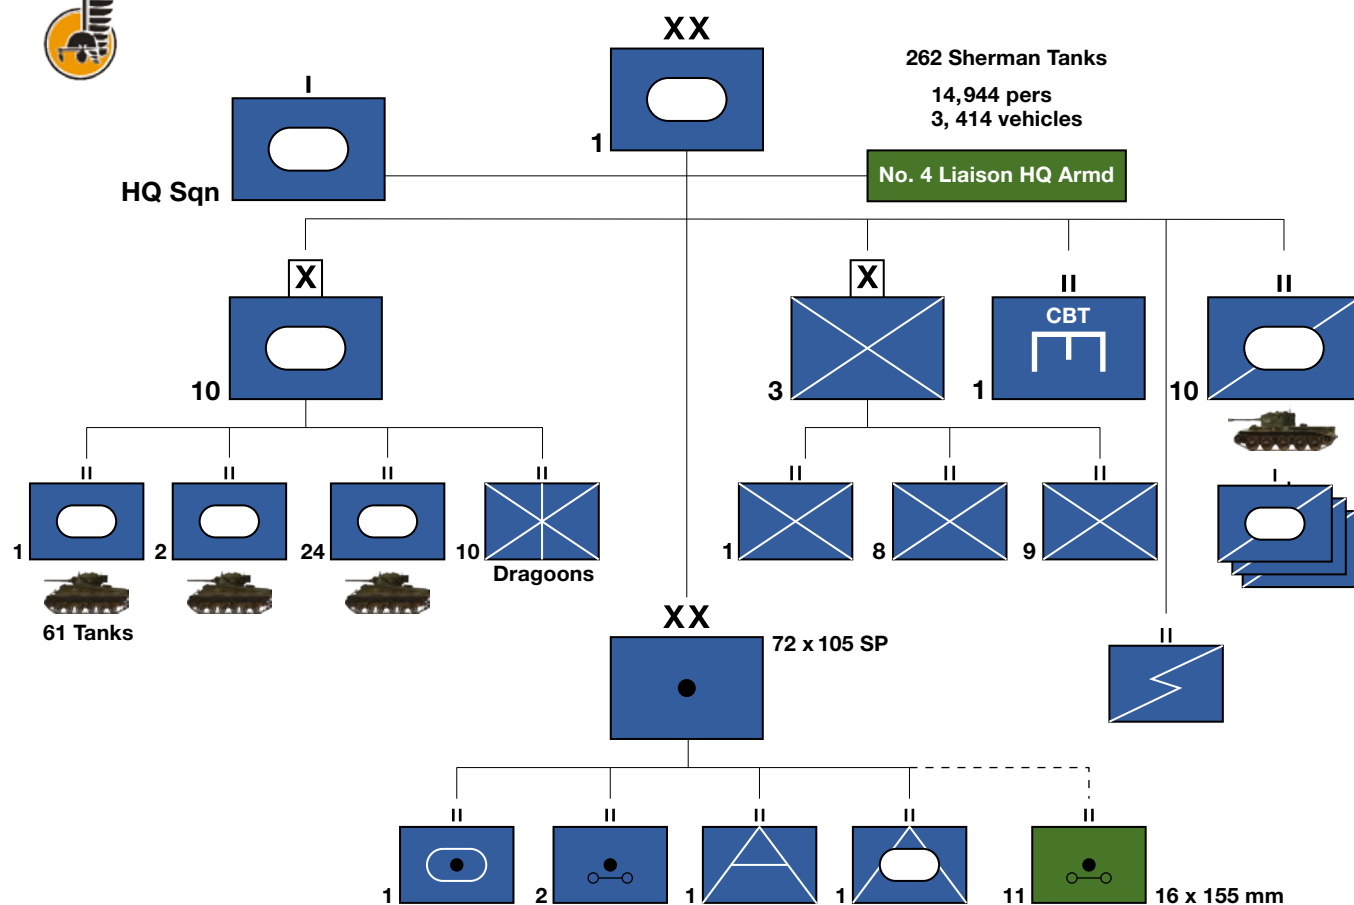 XX
262 Sherman Tanks
14,944 pers
3, 414 vehicles
I
1
HQ Sqn
No. 4 Liaison HQ Armd
X
X
II
II
CBT
10
3
1
10
II
II
II
II
II
II
II
I
1
2
24
10
1
8
9
Dragoons
61 Tanks
XX
72 x 105 SP
II
II
II
II
II
II
1
2
1
1
11
16 x 155 mm